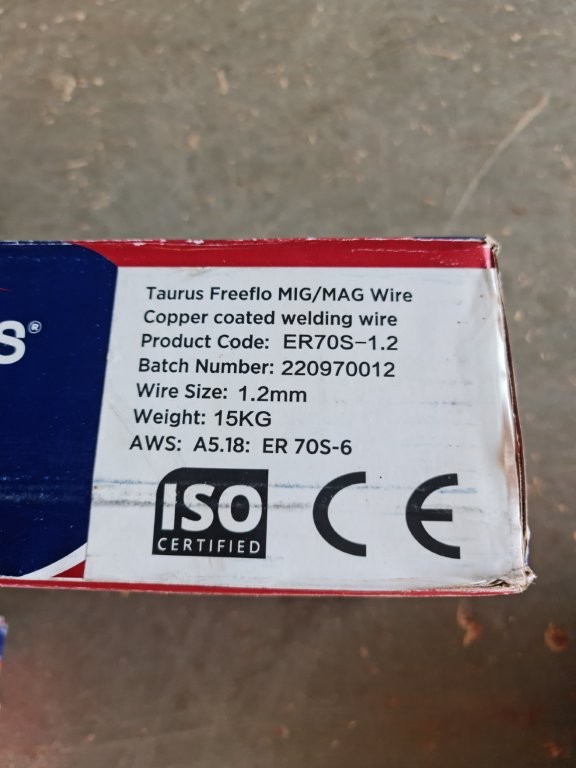 S®
Taurus Freeflo MIG/MAG Wire
Copper coated welding wire
Product Code: ER70S-1.2
Batch Number: 220970012
Wire Size: 1.2mm
Weight: 15KG
AWS: A5.18: ER 70S-6
ISO
CERTIFIED
CE